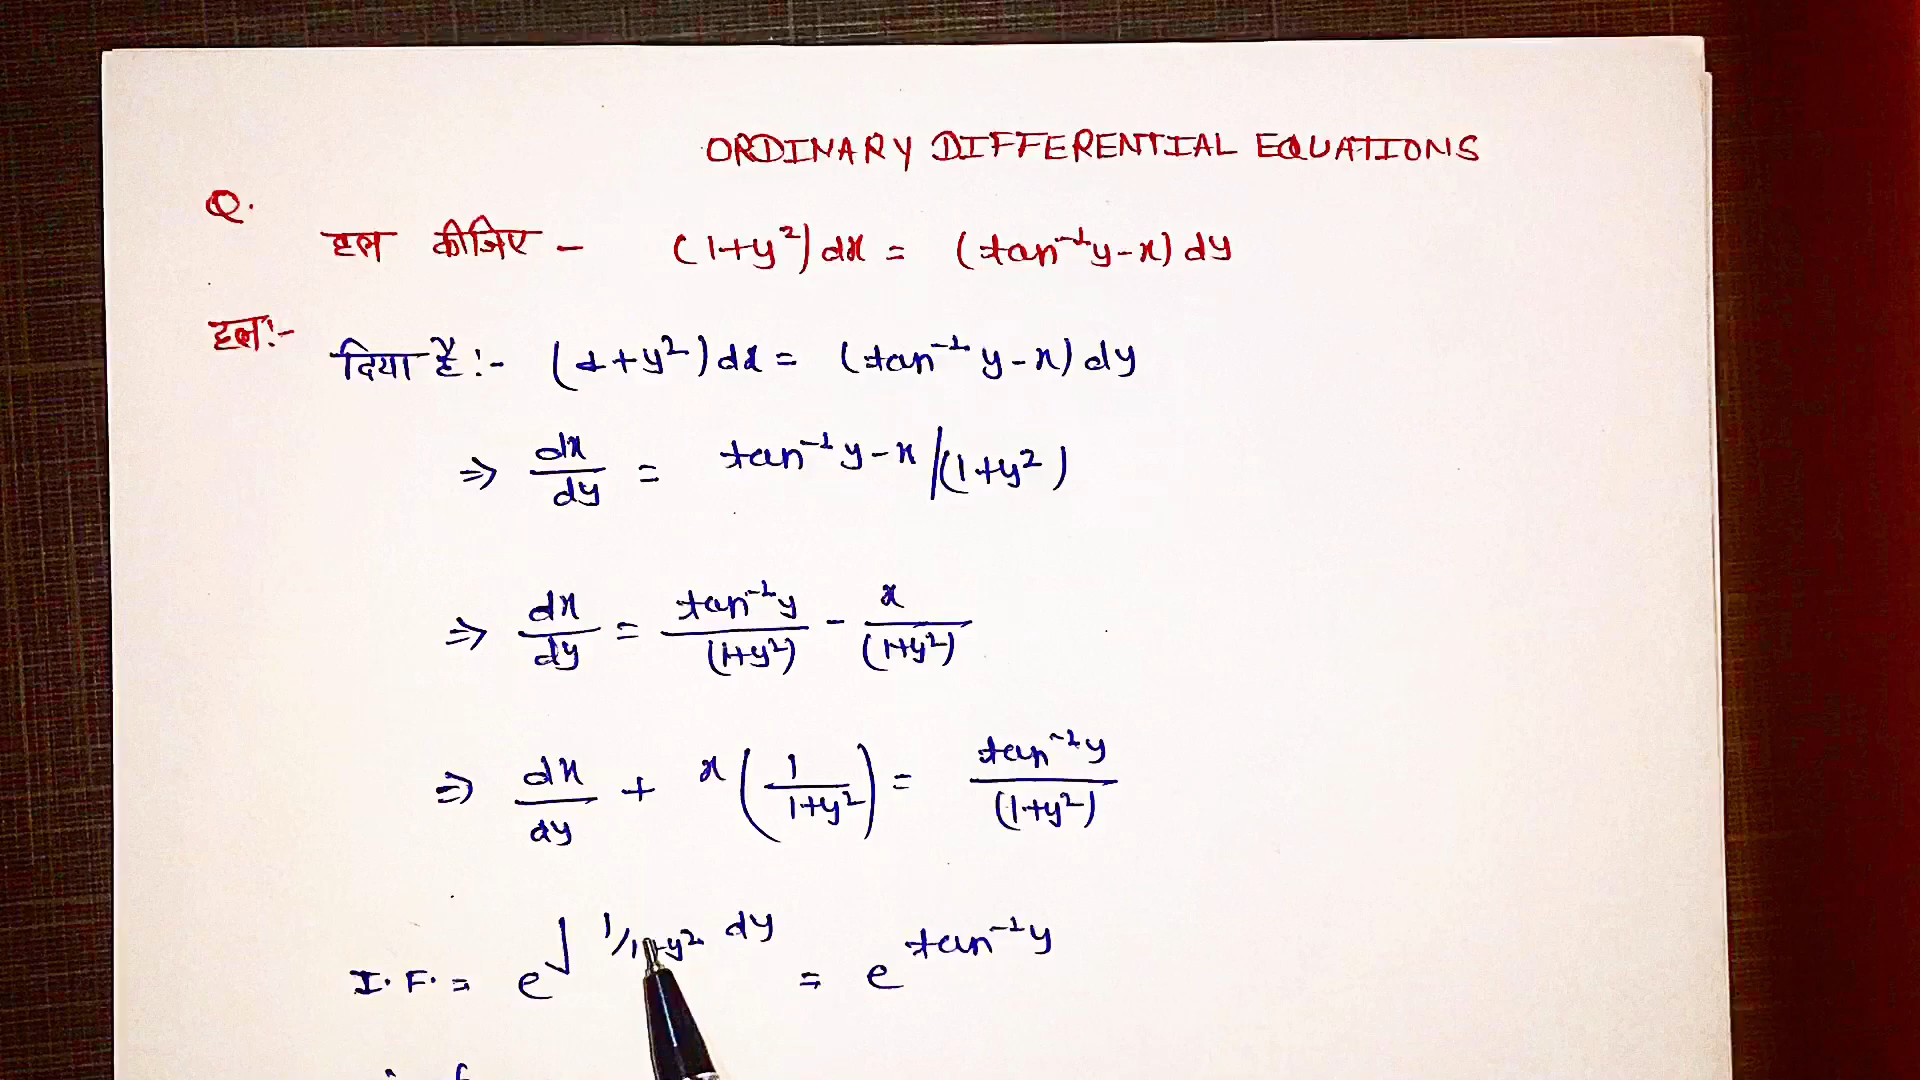 ORDINARY DIFFERENTIAL EQUATIONS
Q.
हल कीजिए - (1+y²)dx = (tan⁻¹y-x)dy
हल:-
दिया है:- (1+y²)dx = (tan⁻¹y-x)dy
⇒ dx/dy = tan⁻¹y-x/(1+y²)
⇒ dx/dy = tan⁻¹y/(1+y²) - x/(1+y²)
⇒ dx/dy + x(1/1+y²) = tan⁻¹y/(1+y²)
I.F. = e^∫ 1/1+y² dy = e^tan⁻¹y